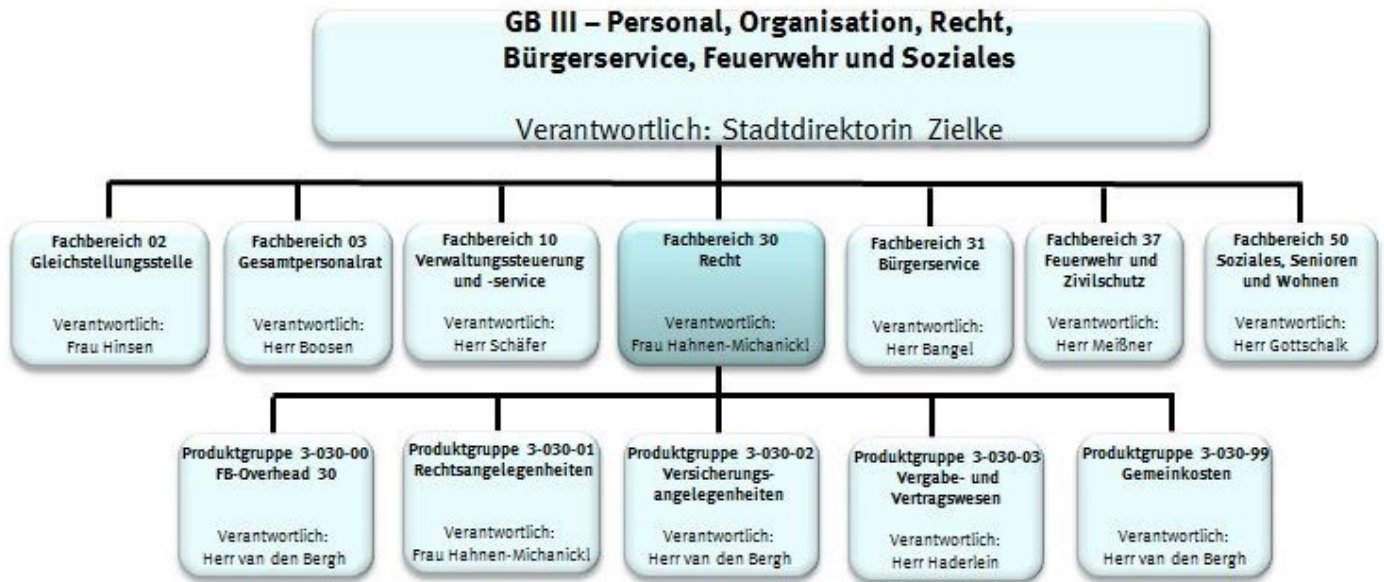 GB III – Personal, Organisation, Recht,
Bürgerservice, Feuerwehr und Soziales
Verantwortlich: Stadtdirektorin Zielke
Fachbereich 02
Gleichstellungsstelle
Verantwortlich:
Frau Hinsen
Fachbereich 03
Gesamtpersonalrat
Verantwortlich:
Herr Boosen
Fachbereich 10
Verwaltungssteuerung
und -service
Verantwortlich:
Herr Schäfer
Fachbereich 30
Recht
Verantwortlich:
Frau Hahnen-Michanickl
Fachbereich 31
Bürgerservice
Verantwortlich:
Herr Bangel
Fachbereich 37
Feuerwehr und
Zivilschutz
Verantwortlich:
Herr Meißner
Fachbereich 50
Soziales, Senioren
und Wohnen
Verantwortlich:
Herr Gottschalk
Produktgruppe 3-030-00
FB-Overhead 30
Verantwortlich:
Herr van den Bergh
Produktgruppe 3-030-01
Rechtsangelegenheiten
Verantwortlich:
Frau Hahnen-Michanickl
Produktgruppe 3-030-02
Versicherungs-
angelegenheiten
Verantwortlich:
Herr van den Bergh
Produktgruppe 3-030-03
Vergabe- und
Vertragswesen
Verantwortlich:
Herr Haderlein
Produktgruppe 3-030-99
Gemeinkosten
Verantwortlich:
Herr van den Bergh